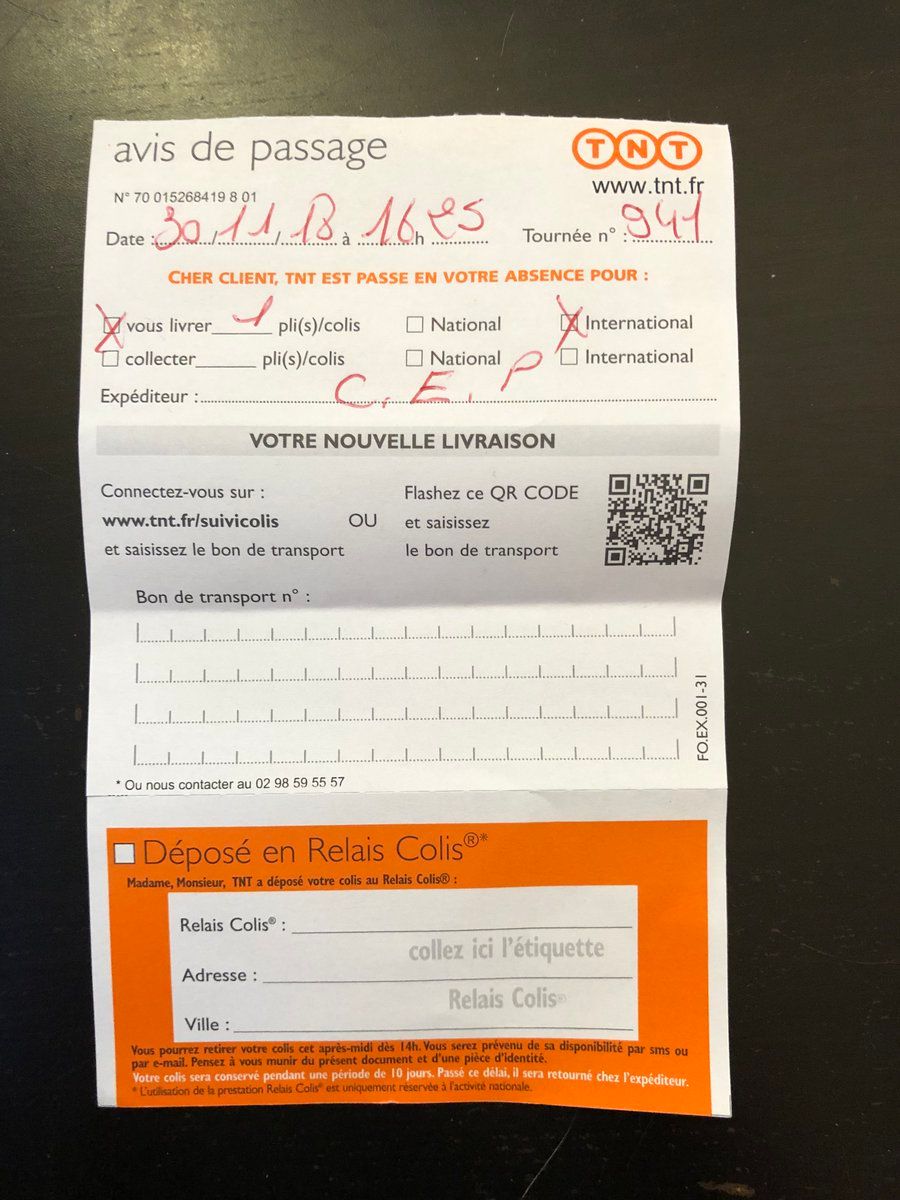 avis de passage
TNT
www.tnt.fr
N° 70 015268419 8 01
Date : 30 / 11 / 18 à 16 h 25 Tournée n° : 941
CHER CLIENT, TNT EST PASSE EN VOTRE ABSENCE POUR :
☒ vous livrer 1 pli(s)/colis ☐ National ☒ International
☐ collecter pli(s)/colis ☐ National ☐ International
Expéditeur : C.E.P
VOTRE NOUVELLE LIVRAISON
Connectez-vous sur :
www.tnt.fr/suivicolis
et saisissez le bon de transport
OU
Flashez ce QR CODE
et saisissez
le bon de transport
Bon de transport n° :
FO.EX.001-31
* Ou nous contacter au 02 98 59 55 57
☐ Déposé en Relais Colis®*
Madame, Monsieur, TNT a déposé votre colis au Relais Colis® :
Relais Colis® :
collez ici l'étiquette
Adresse :
Relais Colis®
Ville :
Vous pourrez retirer votre colis cet après-midi dès 14h. Vous serez prévenu de sa disponibilité par sms ou
par e-mail. Pensez à vous munir du présent document et d'une pièce d'identité.
Votre colis sera conservé pendant une période de 10 jours. Passé ce délai, il sera retourné chez l'expéditeur.
* L'utilisation de la prestation Relais Colis® est uniquement réservée à l'activité nationale.